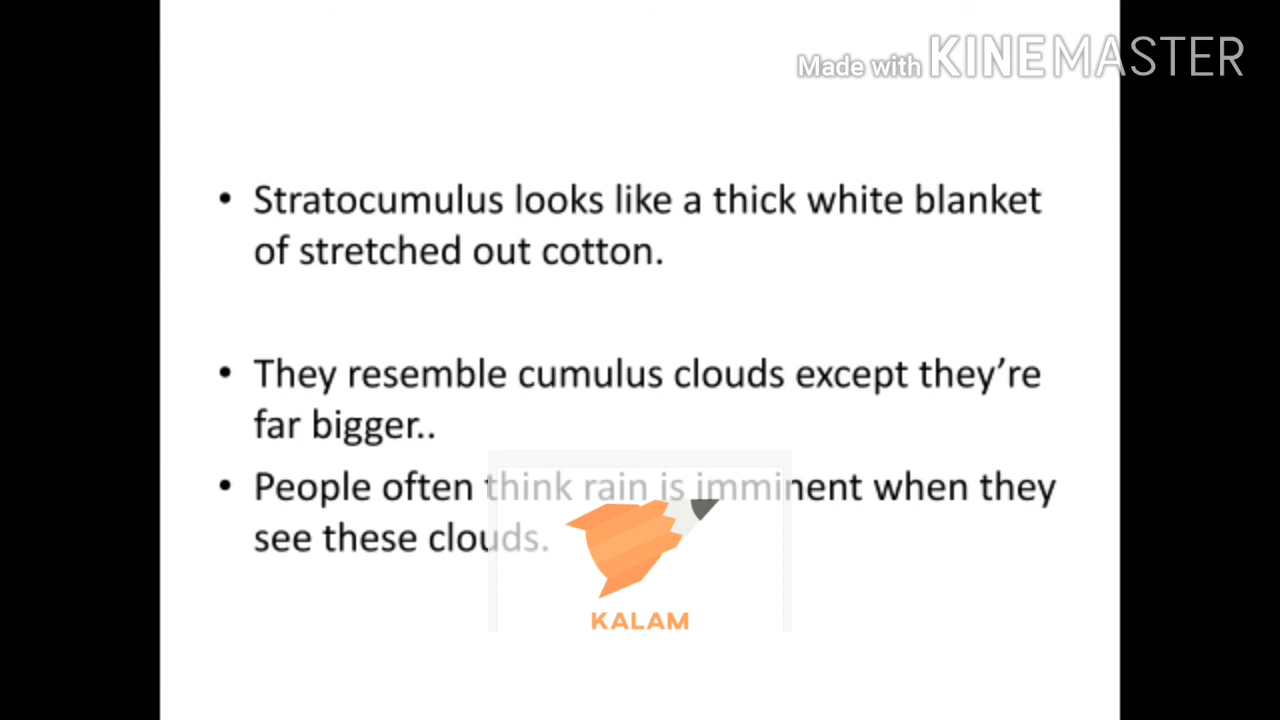 Made with KINEMASTER
• Stratocumulus looks like a thick white blanket
of stretched out cotton.
• They resemble cumulus clouds except they’re
far bigger..
• People often think rain is imminent when they
see these clouds.
KALAM